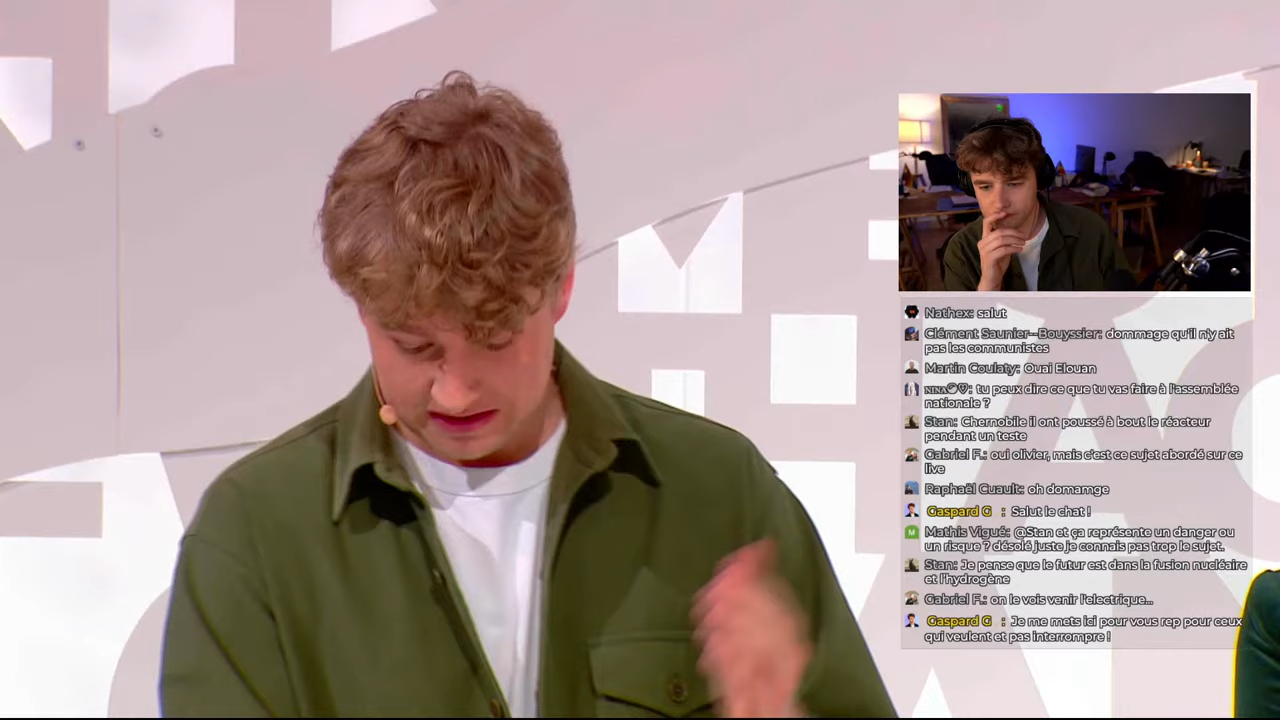 Nathex: salut
Clément Saunier--Bouyssier: dommage qu'il n'y ait
pas les communistes
Martin Coulaty: Ouai Elouan
tu peux dire ce que tu vas faire à l'assemblée
nationale ?
Stan: Chernobile il ont poussé à bout le réacteur
pendant un teste
Gabriel F.: oui olivier, mais c'est ce sujet abordé sur ce
live
Raphaël Cuault: oh domamge
Gaspard G : Salut le chat !
M
Mathis Vigué: @Stan et ça représente un danger ou
un risque ? désolé juste je connais pas trop le sujet.
Stan: Je pense que le futur est dans la fusion nucléaire
et l'hydrogène
Gabriel F.: on le vois venir l'electrique...
Gaspard G : Je me mets ici pour vous rep pour ceux
qui veulent et pas interrompre !